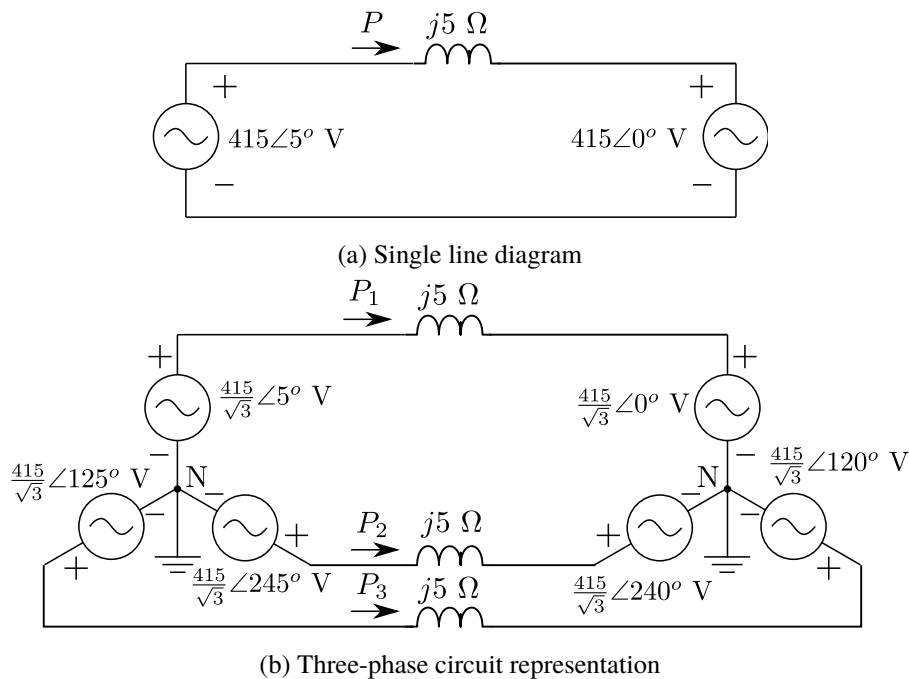 P j5 Ω
+ +
415∠5° V 415∠0° V
− −
(a) Single line diagram
P₁ j5 Ω
+ +
415/√3 ∠5° V 415/√3 ∠0° V
− −
415/√3 ∠125° V N N 415/√3 ∠120° V
− − − −
+ + P₂ j5 Ω + +
415/√3 ∠245° V 415/√3 ∠240° V
P₃ j5 Ω
(b) Three-phase circuit representation